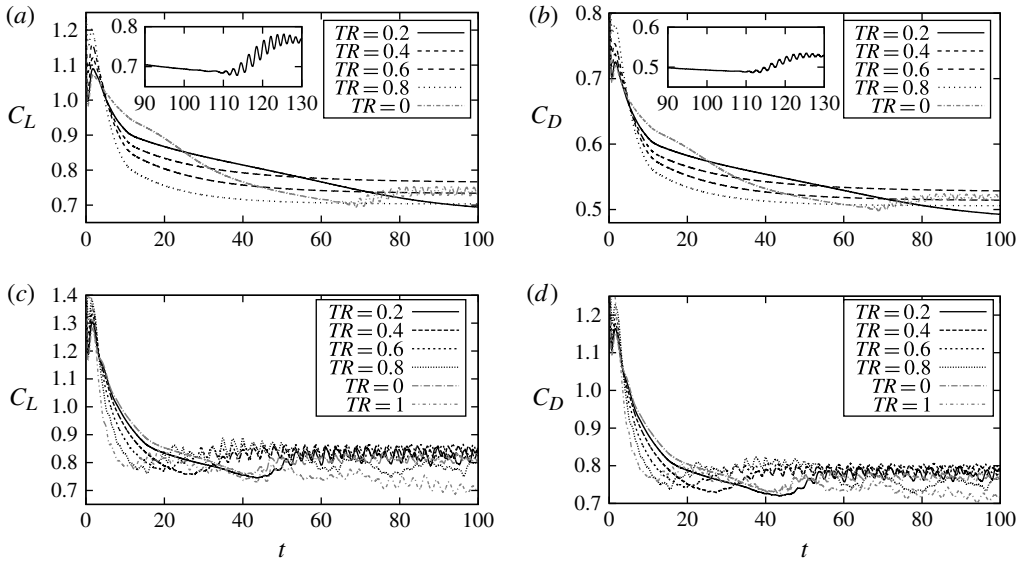 (a)
1.2
1.1
1.0
0.9
0.8
0.7
C_L
0.8
0.7
90 100 110 120 130
TR = 0.2
TR = 0.4
TR = 0.6
TR = 0.8
TR = 0
0 20 40 60 80 100
(b)
0.8
0.7
0.6
0.5
C_D
0.6
0.5
90 100 110 120 130
TR = 0.2
TR = 0.4
TR = 0.6
TR = 0.8
TR = 0
0 20 40 60 80 100
(c)
1.4
1.3
1.2
1.1
1.0
0.9
0.8
0.7
C_L
TR = 0.2
TR = 0.4
TR = 0.6
TR = 0.8
TR = 0
TR = 1
0 20 40 60 80 100
t
(d)
1.2
1.1
1.0
0.9
0.8
0.7
C_D
TR = 0.2
TR = 0.4
TR = 0.6
TR = 0.8
TR = 0
TR = 1
0 20 40 60 80 100
t